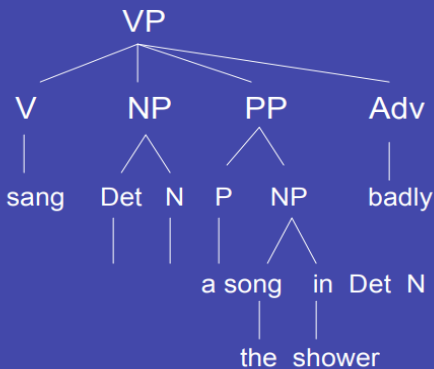 VP
V NP PP Adv
sang Det N P NP badly
a song in Det N
the shower